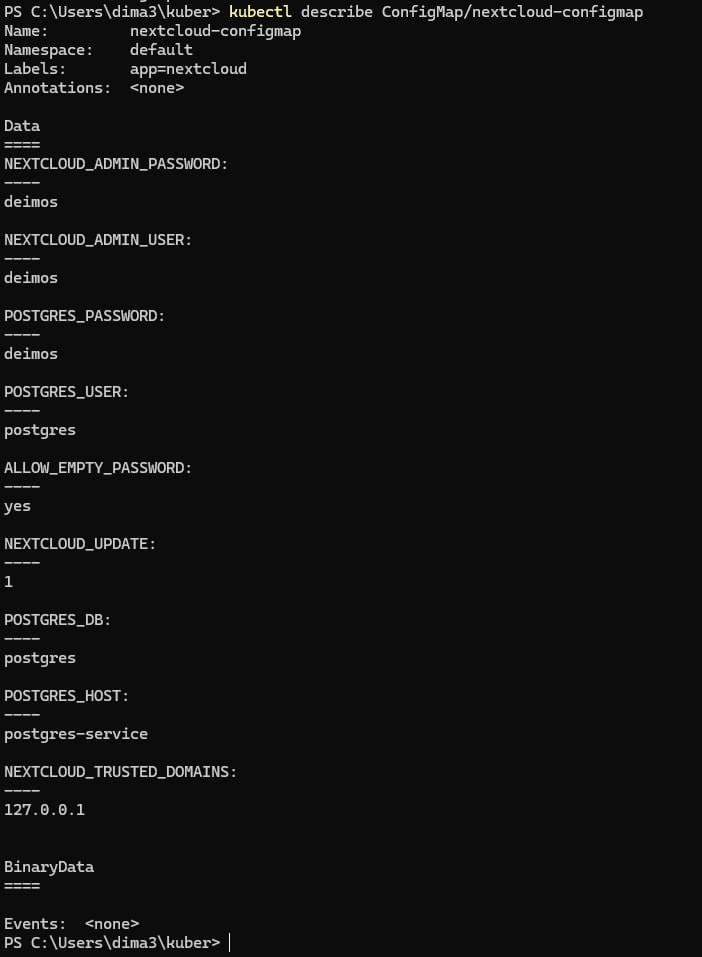 PS C:\Users\dima3\kuber> kubectl describe ConfigMap/nextcloud-configmap
Name:         nextcloud-configmap
Namespace:    default
Labels:       app=nextcloud
Annotations:  <none>

Data
====
NEXTCLOUD_ADMIN_PASSWORD:
----
deimos

NEXTCLOUD_ADMIN_USER:
----
deimos

POSTGRES_PASSWORD:
----
deimos

POSTGRES_USER:
----
postgres

ALLOW_EMPTY_PASSWORD:
----
yes

NEXTCLOUD_UPDATE:
----
1

POSTGRES_DB:
----
postgres

POSTGRES_HOST:
----
postgres-service

NEXTCLOUD_TRUSTED_DOMAINS:
----
127.0.0.1


BinaryData
====

Events:  <none>
PS C:\Users\dima3\kuber>